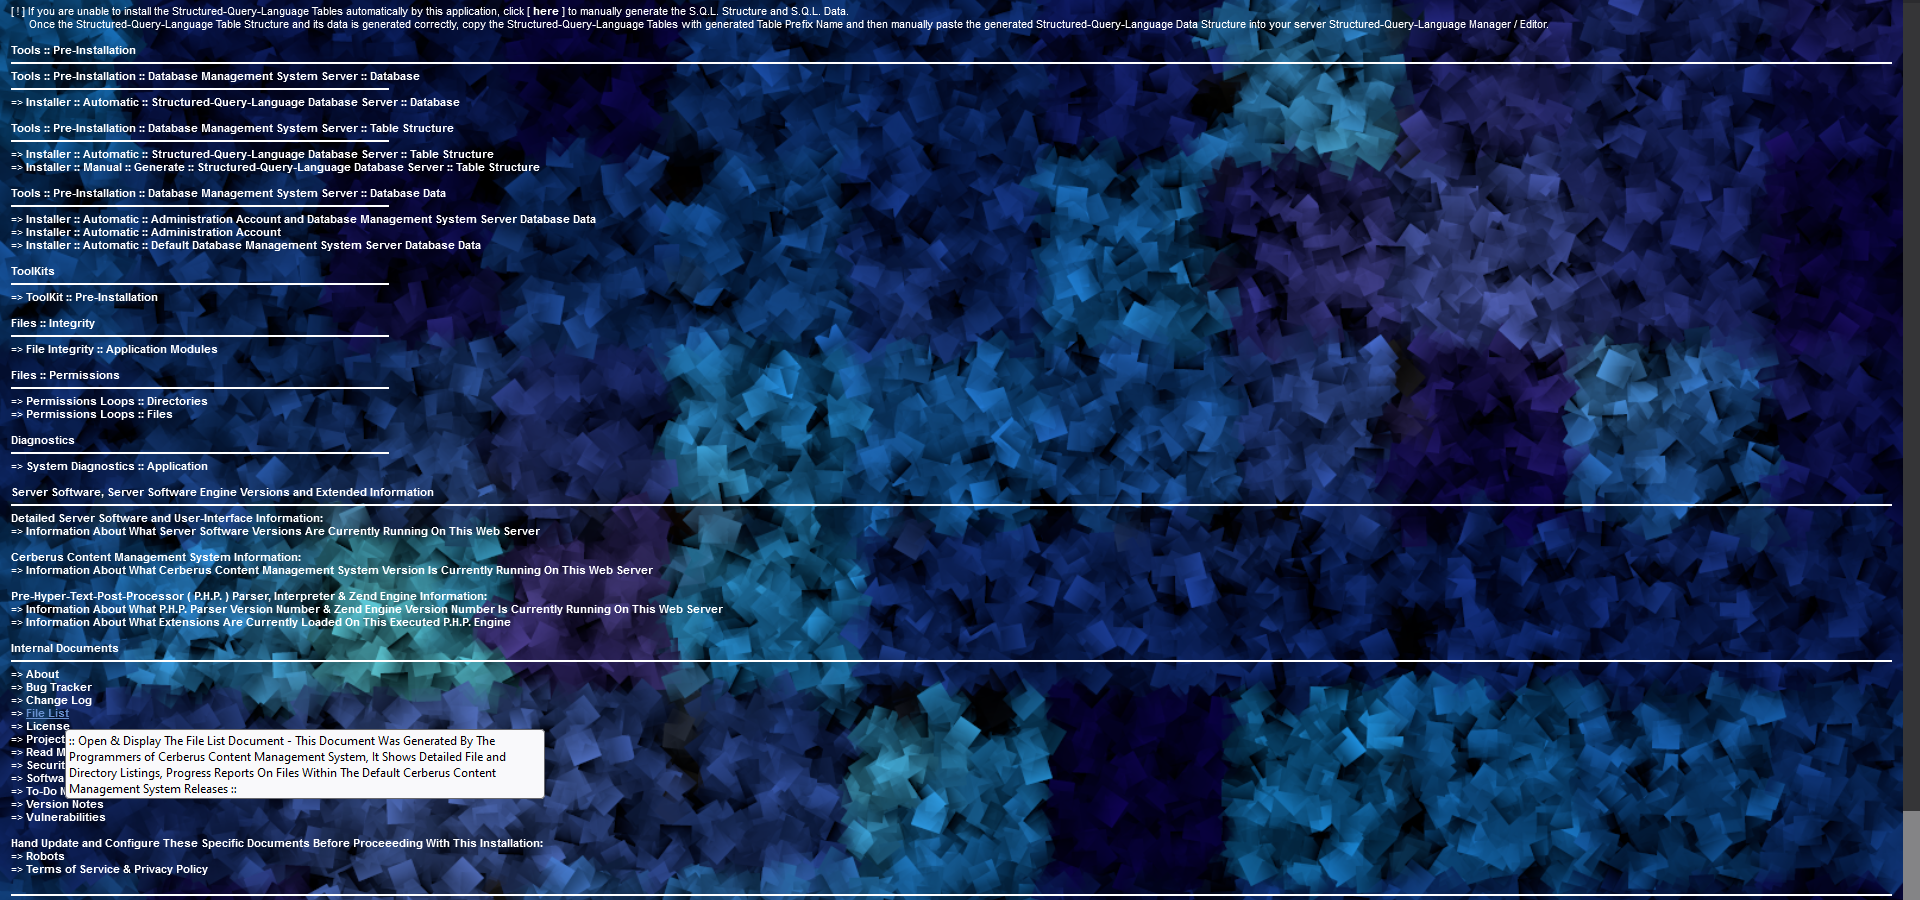 [ ! ] If you are unable to install the Structured-Query-Language Tables automatically by this application, click [ here ] to manually generate the S.Q.L. Structure and S.Q.L. Data.
Once the Structured-Query-Language Table Structure and its data is generated correctly, copy the Structured-Query-Language Tables with generated Table Prefix Name and then manually paste the generated Structured-Query-Language Data Structure into your server Structured-Query-Language Manager / Editor.
Tools :: Pre-Installation
Tools :: Pre-Installation :: Database Management System Server :: Database
=> Installer :: Automatic :: Structured-Query-Language Database Server :: Database
Tools :: Pre-Installation :: Database Management System Server :: Table Structure
=> Installer :: Automatic :: Structured-Query-Language Database Server :: Table Structure
=> Installer :: Manual :: Generate :: Structured-Query-Language Database Server :: Table Structure
Tools :: Pre-Installation :: Database Management System Server :: Database Data
=> Installer :: Automatic :: Administration Account and Database Management System Server Database Data
=> Installer :: Automatic :: Administration Account
=> Installer :: Automatic :: Default Database Management System Server Database Data
ToolKits
=> ToolKit :: Pre-Installation
Files :: Integrity
=> File Integrity :: Application Modules
Files :: Permissions
=> Permissions Loops :: Directories
=> Permissions Loops :: Files
Diagnostics
=> System Diagnostics :: Application
Server Software, Server Software Engine Versions and Extended Information
Detailed Server Software and User-Interface Information:
=> Information About What Server Software Versions Are Currently Running On This Web Server
Cerberus Content Management System Information:
=> Information About What Cerberus Content Management System Version Is Currently Running On This Web Server
Pre-Hyper-Text-Post-Processor ( P.H.P. ) Parser, Interpreter & Zend Engine Information:
=> Information About What P.H.P. Parser Version Number & Zend Engine Version Number Is Currently Running On This Web Server
=> Information About What Extensions Are Currently Loaded On This Executed P.H.P. Engine
Internal Documents
=> About
=> Bug Tracker
=> Change Log
=> File List
=> License
=> Project
=> Read M
=> Securit
=> Softwa
=> To-Do N
=> Version Notes
=> Vulnerabilities
:: Open & Display The File List Document - This Document Was Generated By The
Programmers of Cerberus Content Management System, It Shows Detailed File and
Directory Listings, Progress Reports On Files Within The Default Cerberus Content
Management System Releases ::
Hand Update and Configure These Specific Documents Before Proceeeding With This Installation:
=> Robots
=> Terms of Service & Privacy Policy